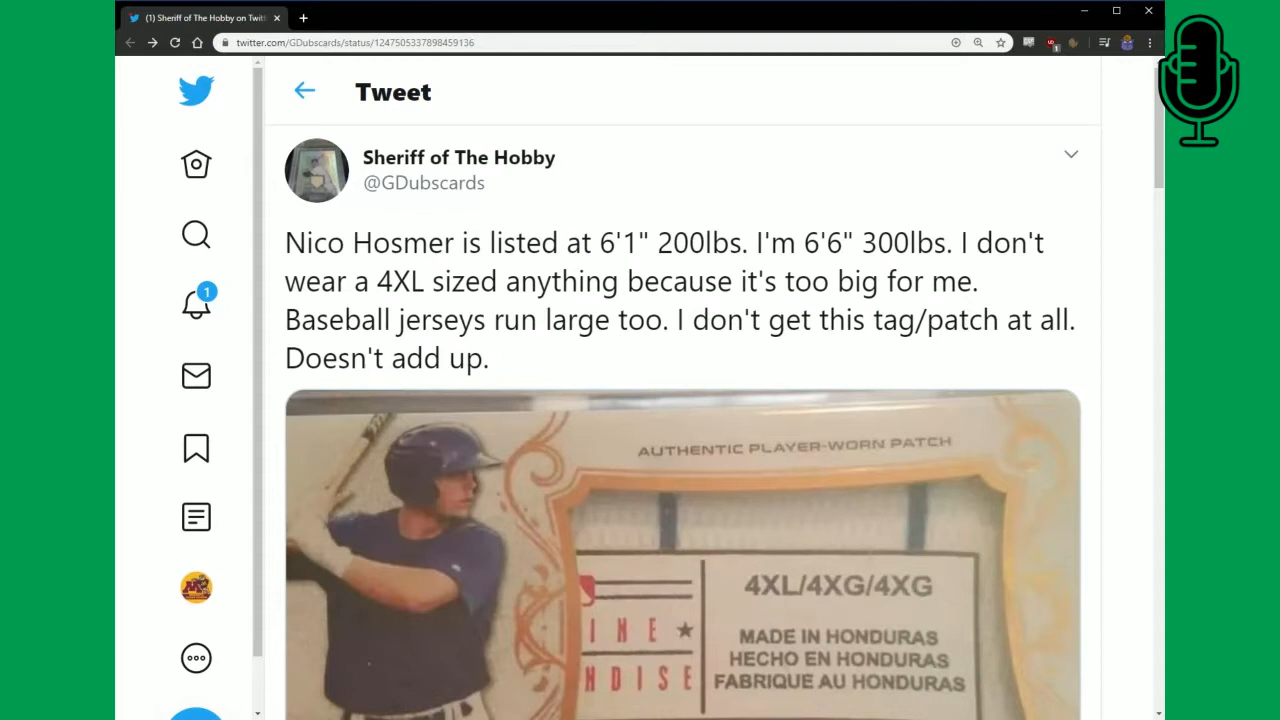 (1) Sheriff of The Hobby on Twitt
twitter.com/GDubscards/status/1247505337898459136
Tweet
Sheriff of The Hobby
@GDubscards
Nico Hosmer is listed at 6'1" 200lbs. I'm 6'6" 300lbs. I don't
wear a 4XL sized anything because it's too big for me.
Baseball jerseys run large too. I don't get this tag/patch at all.
Doesn't add up.
1
AUTHENTIC PLAYER-WORN PATCH
4XL/4XG/4XG
INE
NDISE
MADE IN HONDURAS
HECHO EN HONDURAS
FABRIQUE AU HONDURAS